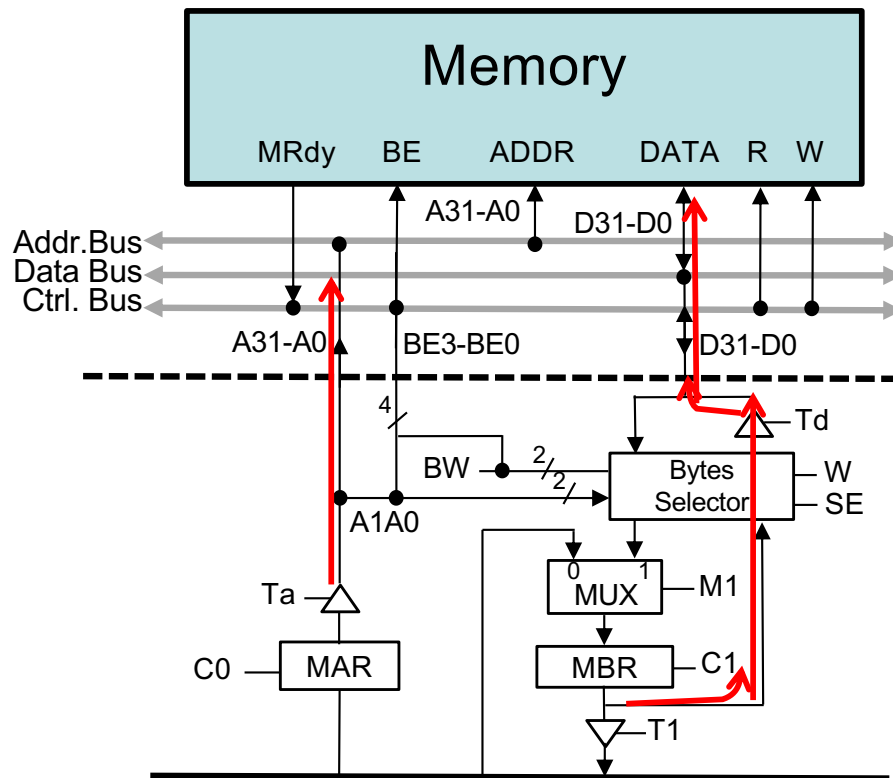 Memory
MRdy BE ADDR DATA R W
A31-A0 D31-D0
Addr.Bus
Data Bus
Ctrl. Bus
A31-A0 BE3-BE0 D31-D0
4 Td
BW 2 Bytes W
2 Selector SE
A1A0
0 1
Ta MUX M1
C0 MAR MBR C1
T1